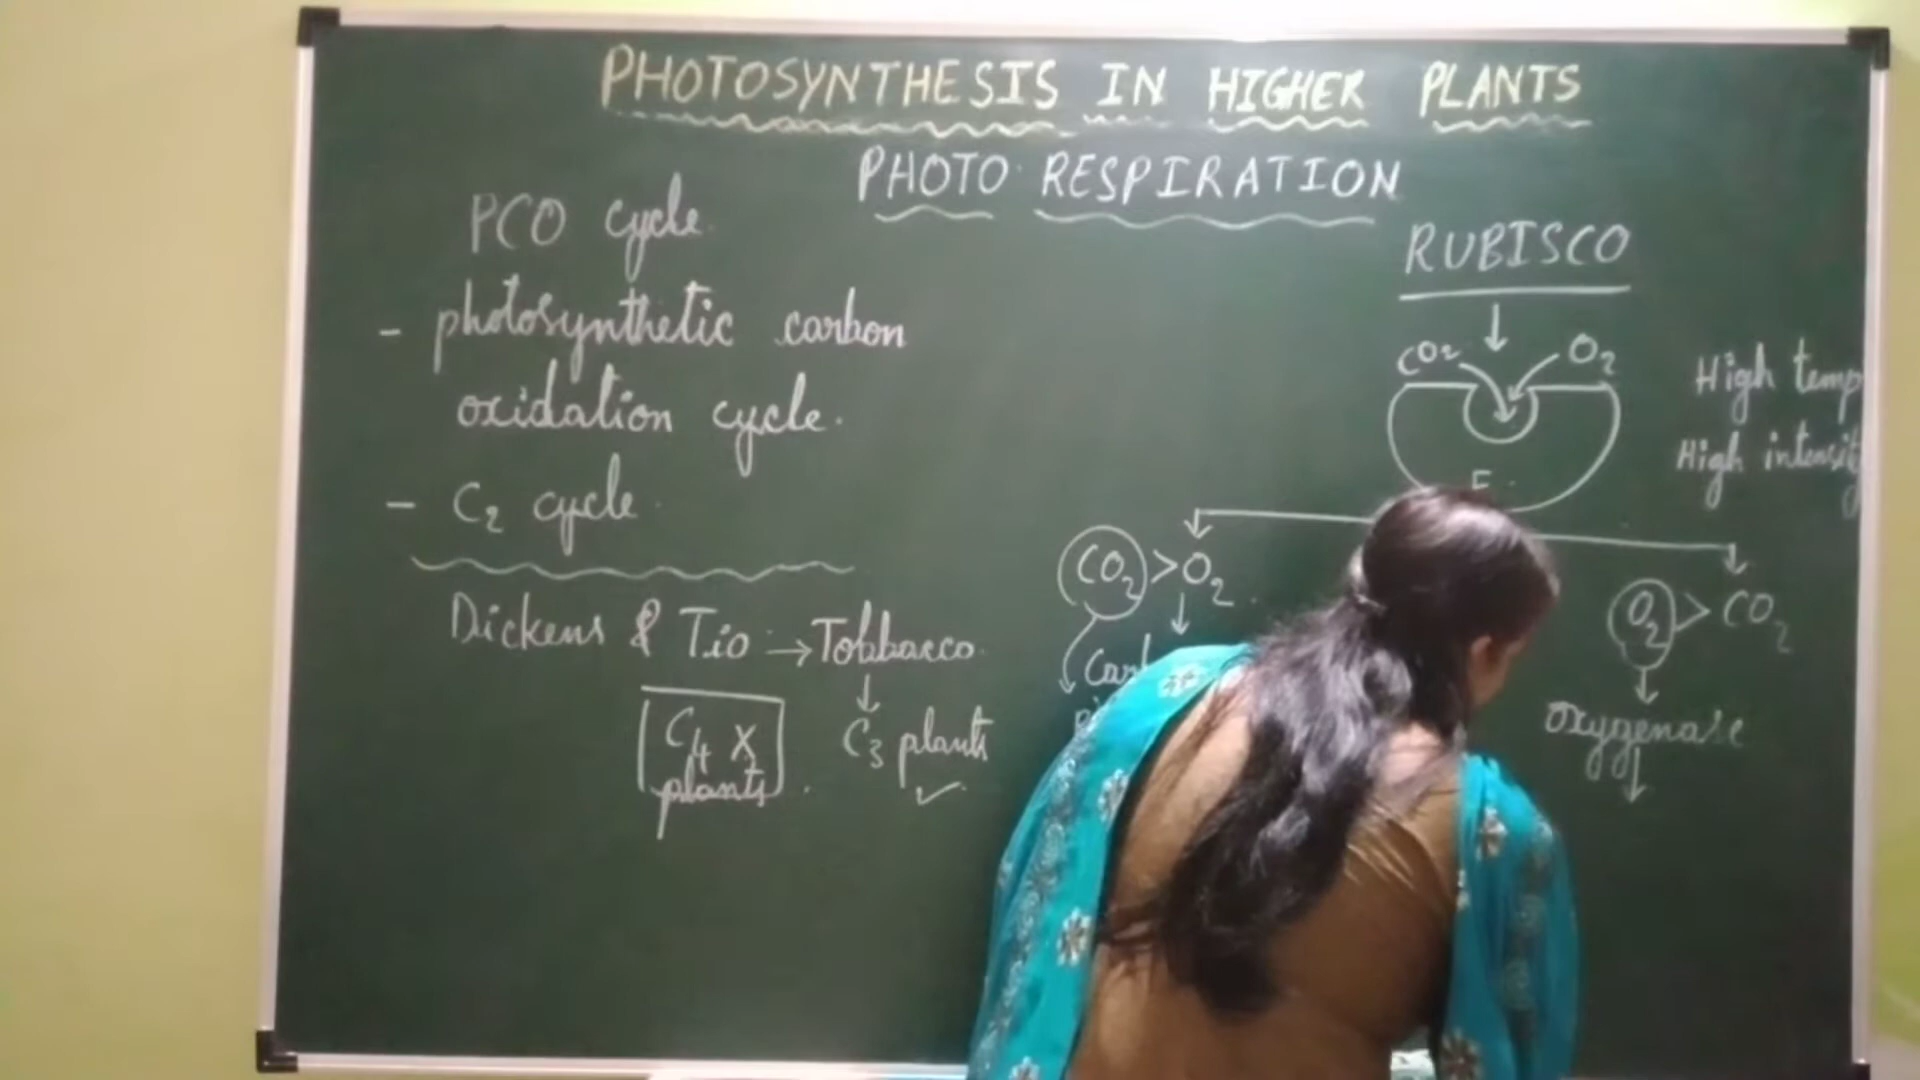 PHOTOSYNTHESIS IN HIGHER PLANTS
PHOTO RESPIRATION
PCO cycle.
- photosynthetic carbon
oxidation cycle.
- C2 cycle.
Dickens & Tio → Tobbacco.
↓
C4 X
plants
C3 plants
✓
RUBISCO
↓
CO2 O2
High temp
High intensit
E
CO2 > O2
O2 > CO2
↓
oxygenase
↓